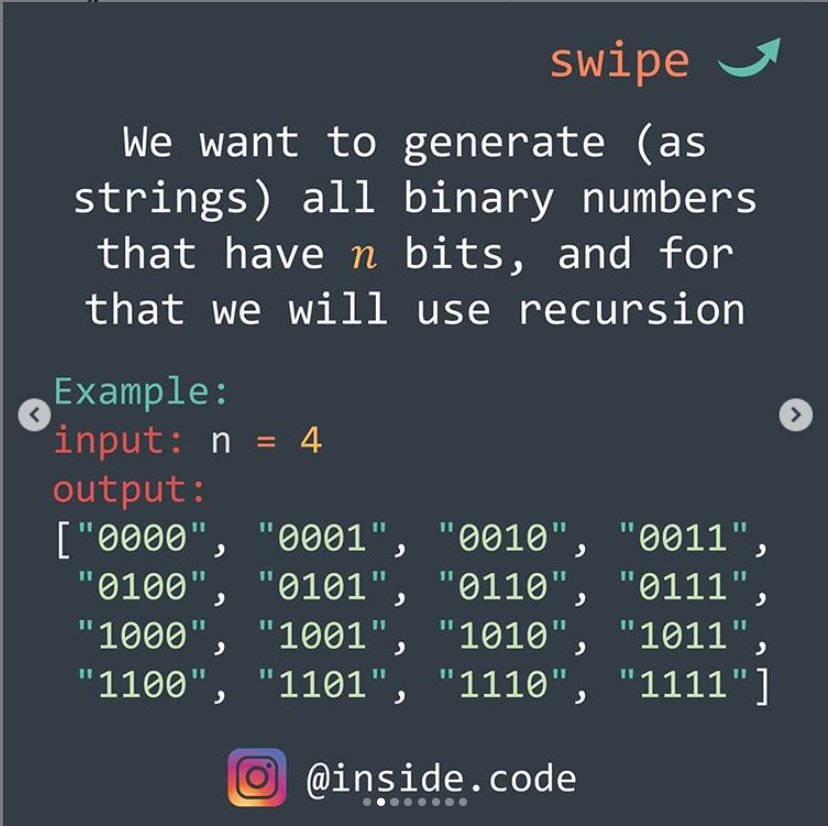 swipe
We want to generate (as
strings) all binary numbers
that have n bits, and for
that we will use recursion
Example:
input: n = 4
output:
["0000", "0001", "0010", "0011",
"0100", "0101", "0110", "0111",
"1000", "1001", "1010", "1011",
"1100", "1101", "1110", "1111"]
@inside.code